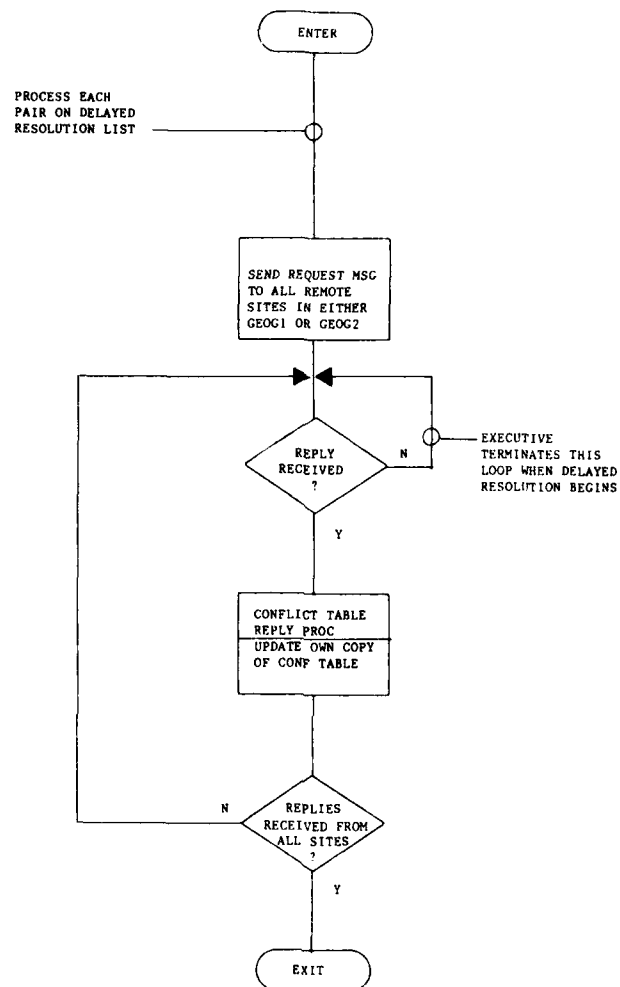 ENTER
PROCESS EACH
PAIR ON DELAYED
RESOLUTION LIST
SEND REQUEST MSG
TO ALL REMOTE
SITES IN EITHER
GEOG1 OR GEOG2
REPLY
RECEIVED
?
N
EXECUTIVE
TERMINATES THIS
LOOP WHEN DELAYED
RESOLUTION BEGINS
Y
CONFLICT TABLE
REPLY PROC
UPDATE OWN COPY
OF CONF TABLE
N
REPLIES
RECEIVED FROM
ALL SITES
?
Y
EXIT